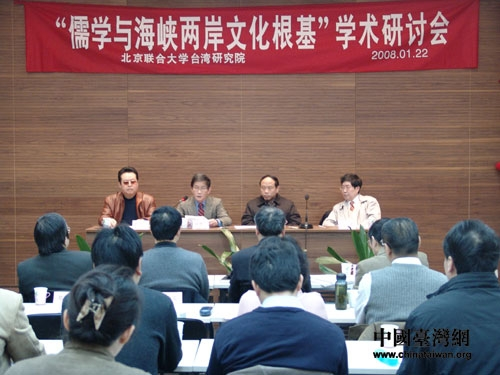 “儒学与海峡两岸文化根基”学术研讨会
北京联合大学台湾研究院
2008.01.22
中國臺灣網
www.chinataiwan.org